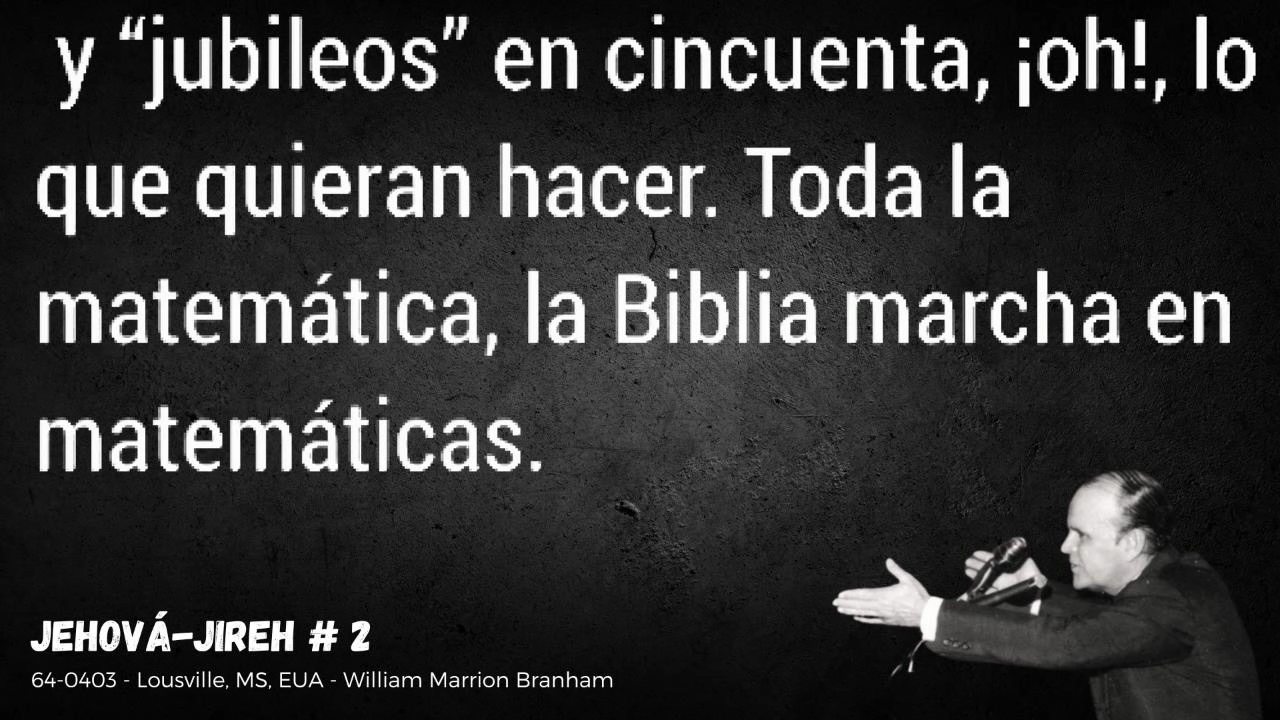 y “jubileos” en cincuenta, ¡oh!, lo
que quieran hacer. Toda la
matemática, la Biblia marcha en
matemáticas.
JEHOVÁ-JIREH # 2
64-0403 - Lousville, MS, EUA - William Marrion Branham